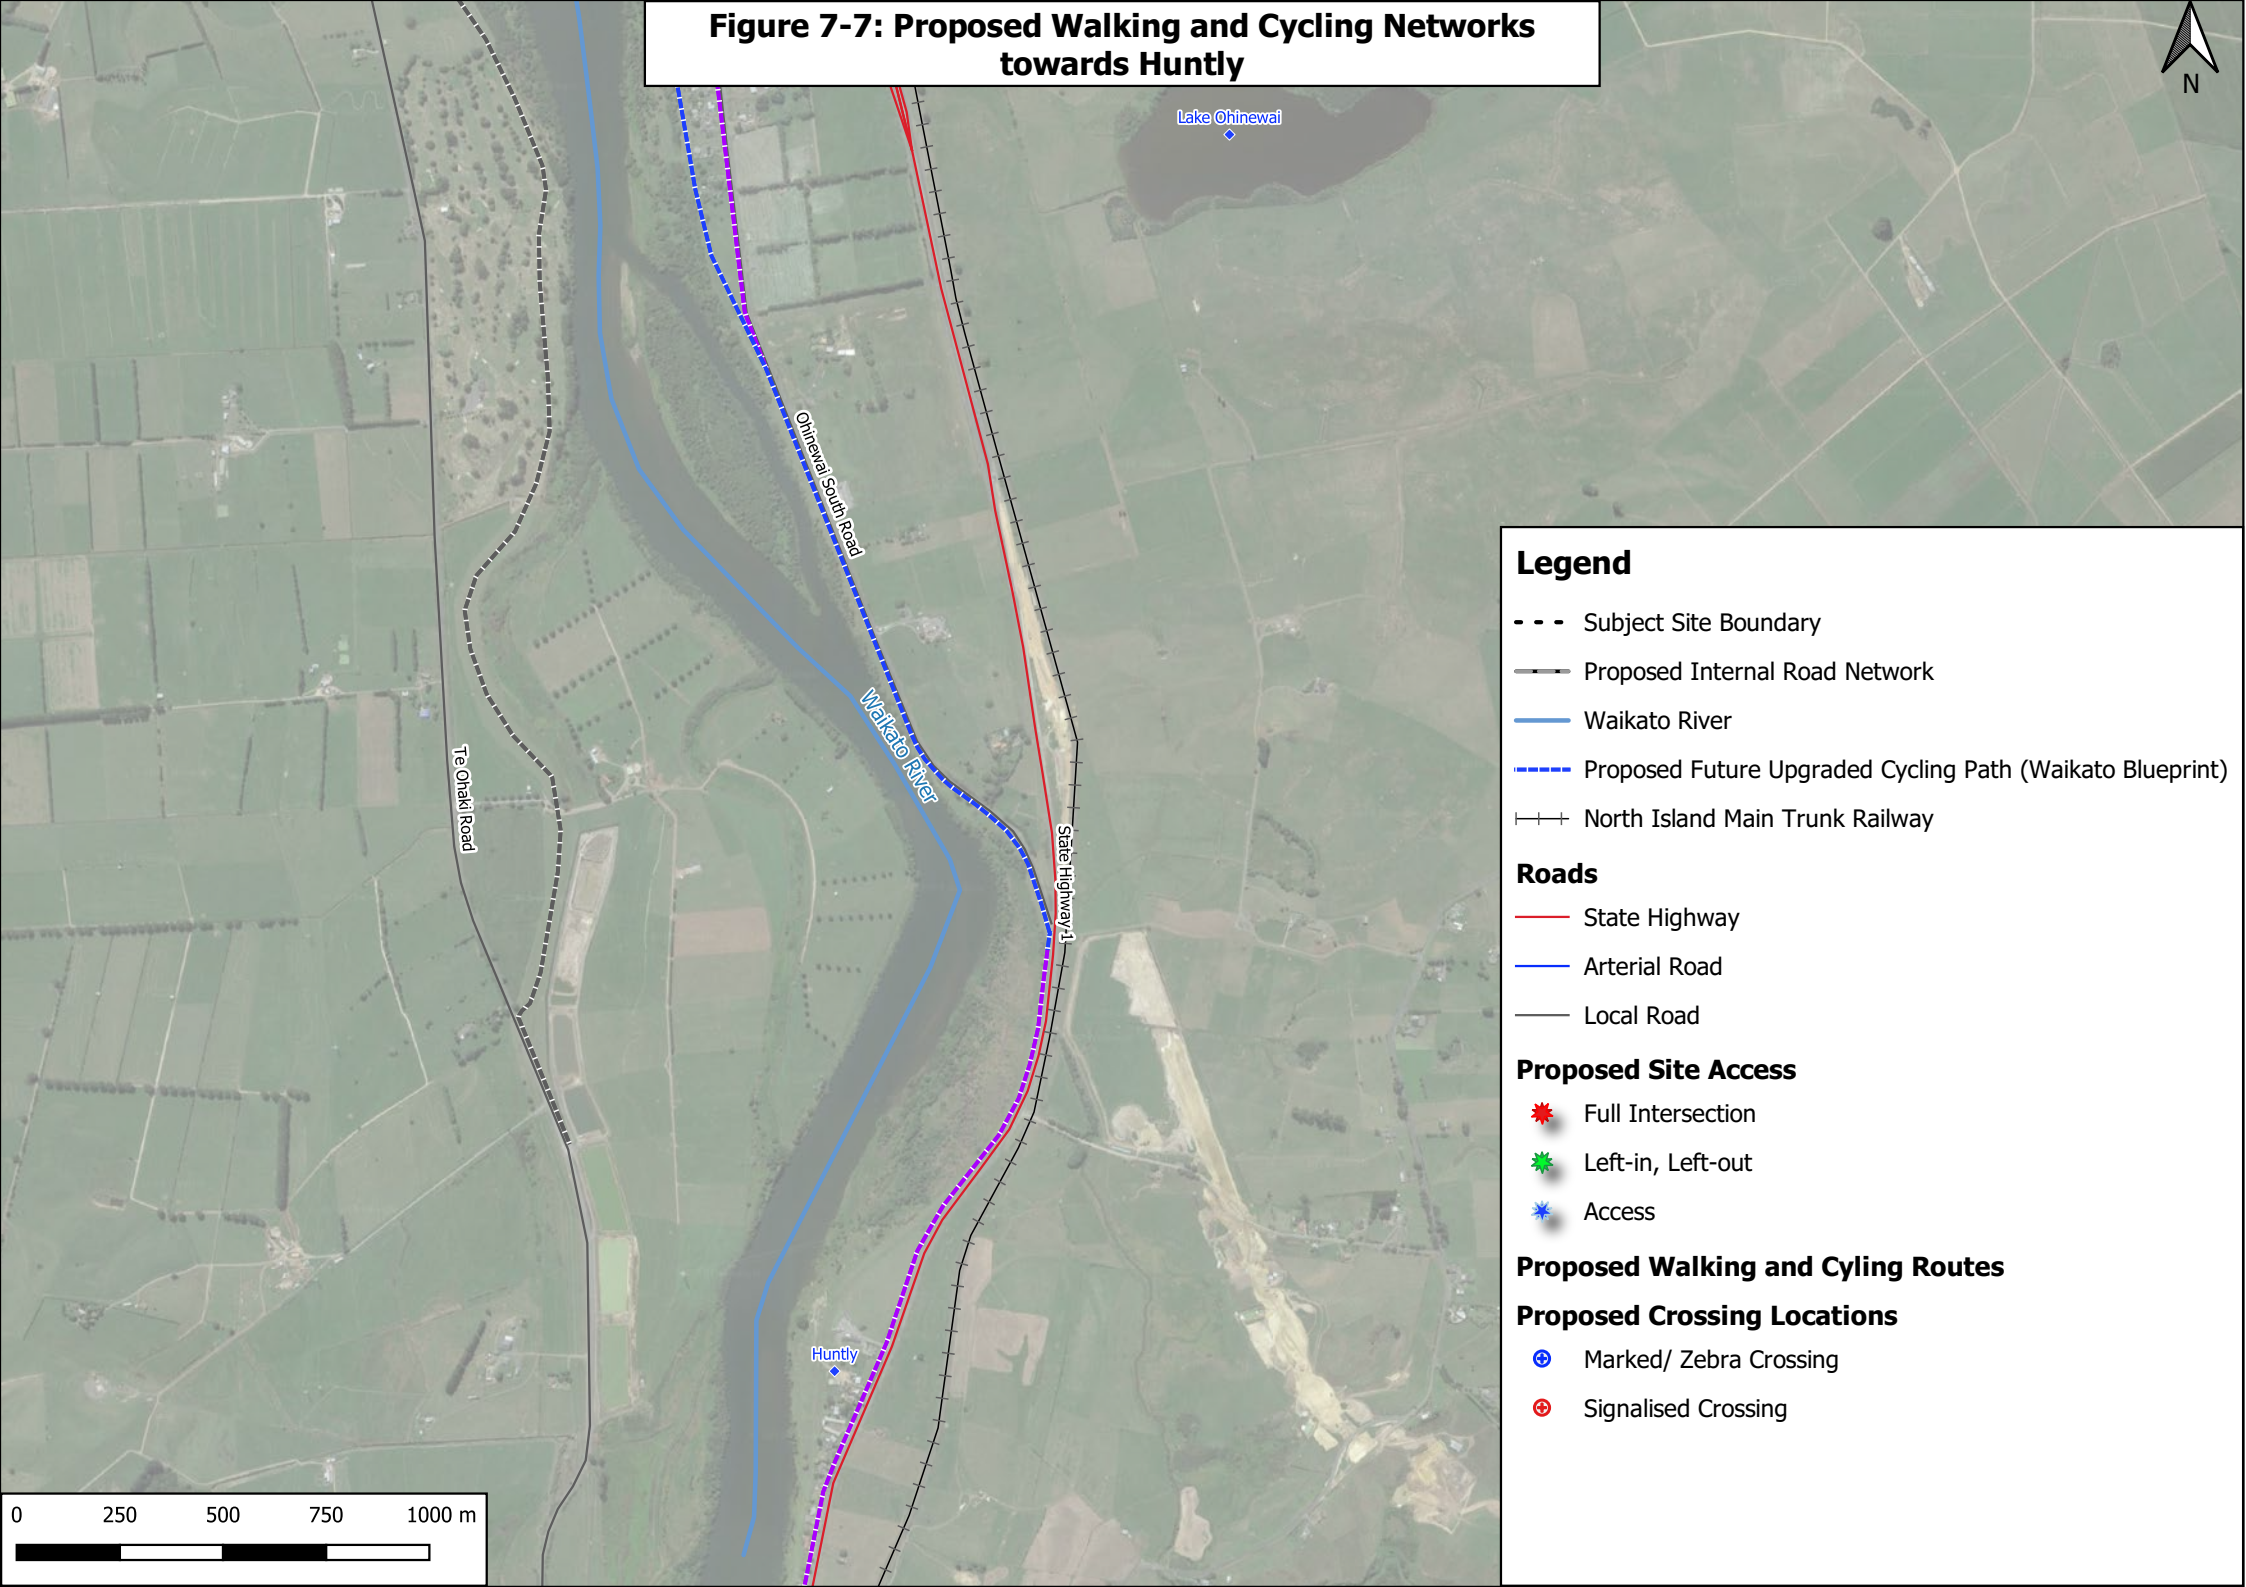 Figure 7-7: Proposed Walking and Cycling Networks
towards Huntly
N
Lake Ohinewai
Ohinewai South Road
Waikato River
Te Ohaki Road
State Highway 1
Huntly
Legend
Subject Site Boundary
Proposed Internal Road Network
Waikato River
Proposed Future Upgraded Cycling Path (Waikato Blueprint)
North Island Main Trunk Railway
Roads
State Highway
Arterial Road
Local Road
Proposed Site Access
Full Intersection
Left-in, Left-out
Access
Proposed Walking and Cyling Routes
Proposed Crossing Locations
Marked/ Zebra Crossing
Signalised Crossing
0 250 500 750 1000 m